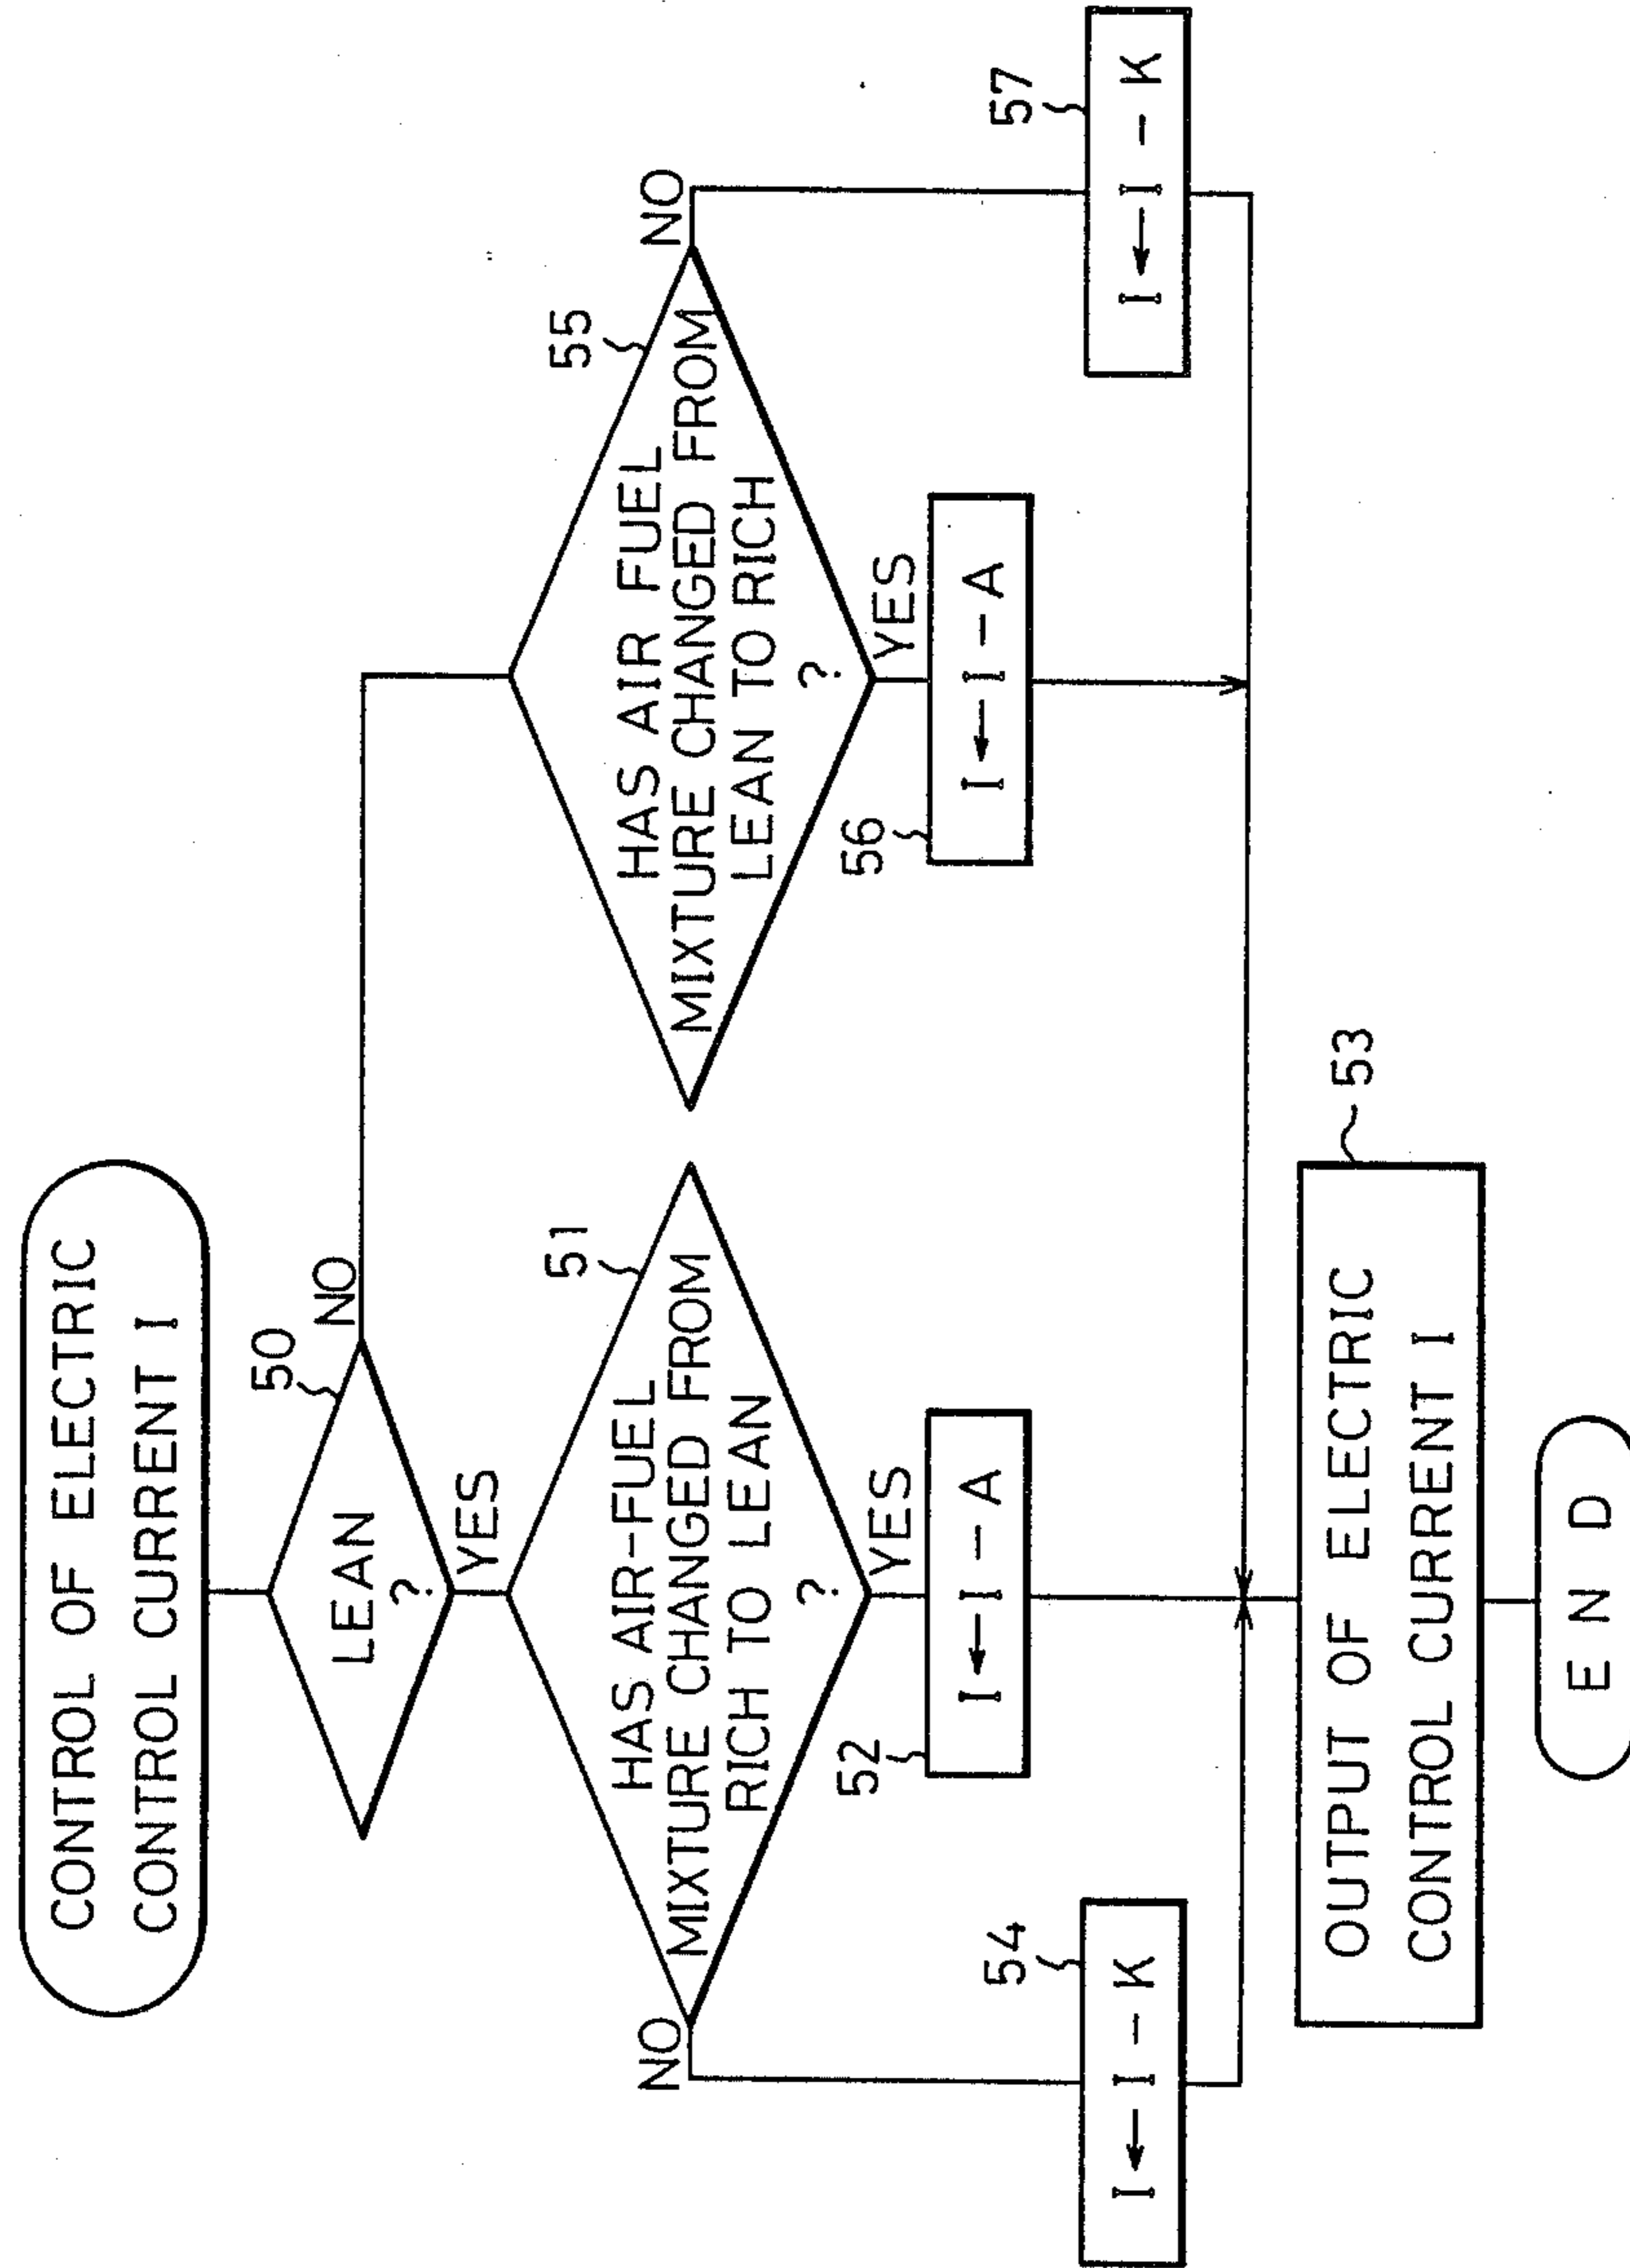 CONTROL OF ELECTRIC
CONTROL CURRENT I
50
LEAN
?
NO
YES
51
HAS AIR-FUEL
MIXTURE CHANGED FROM
RICH TO LEAN
?
NO
YES
55
HAS AIR FUEL
MIXTURE CHANGED FROM
LEAN TO RICH
?
NO
YES
52
I←I-A
56
I←I-A
54
I←I-K
57
I←I-K
53
OUTPUT OF ELECTRIC
CONTROL CURRENT I
END